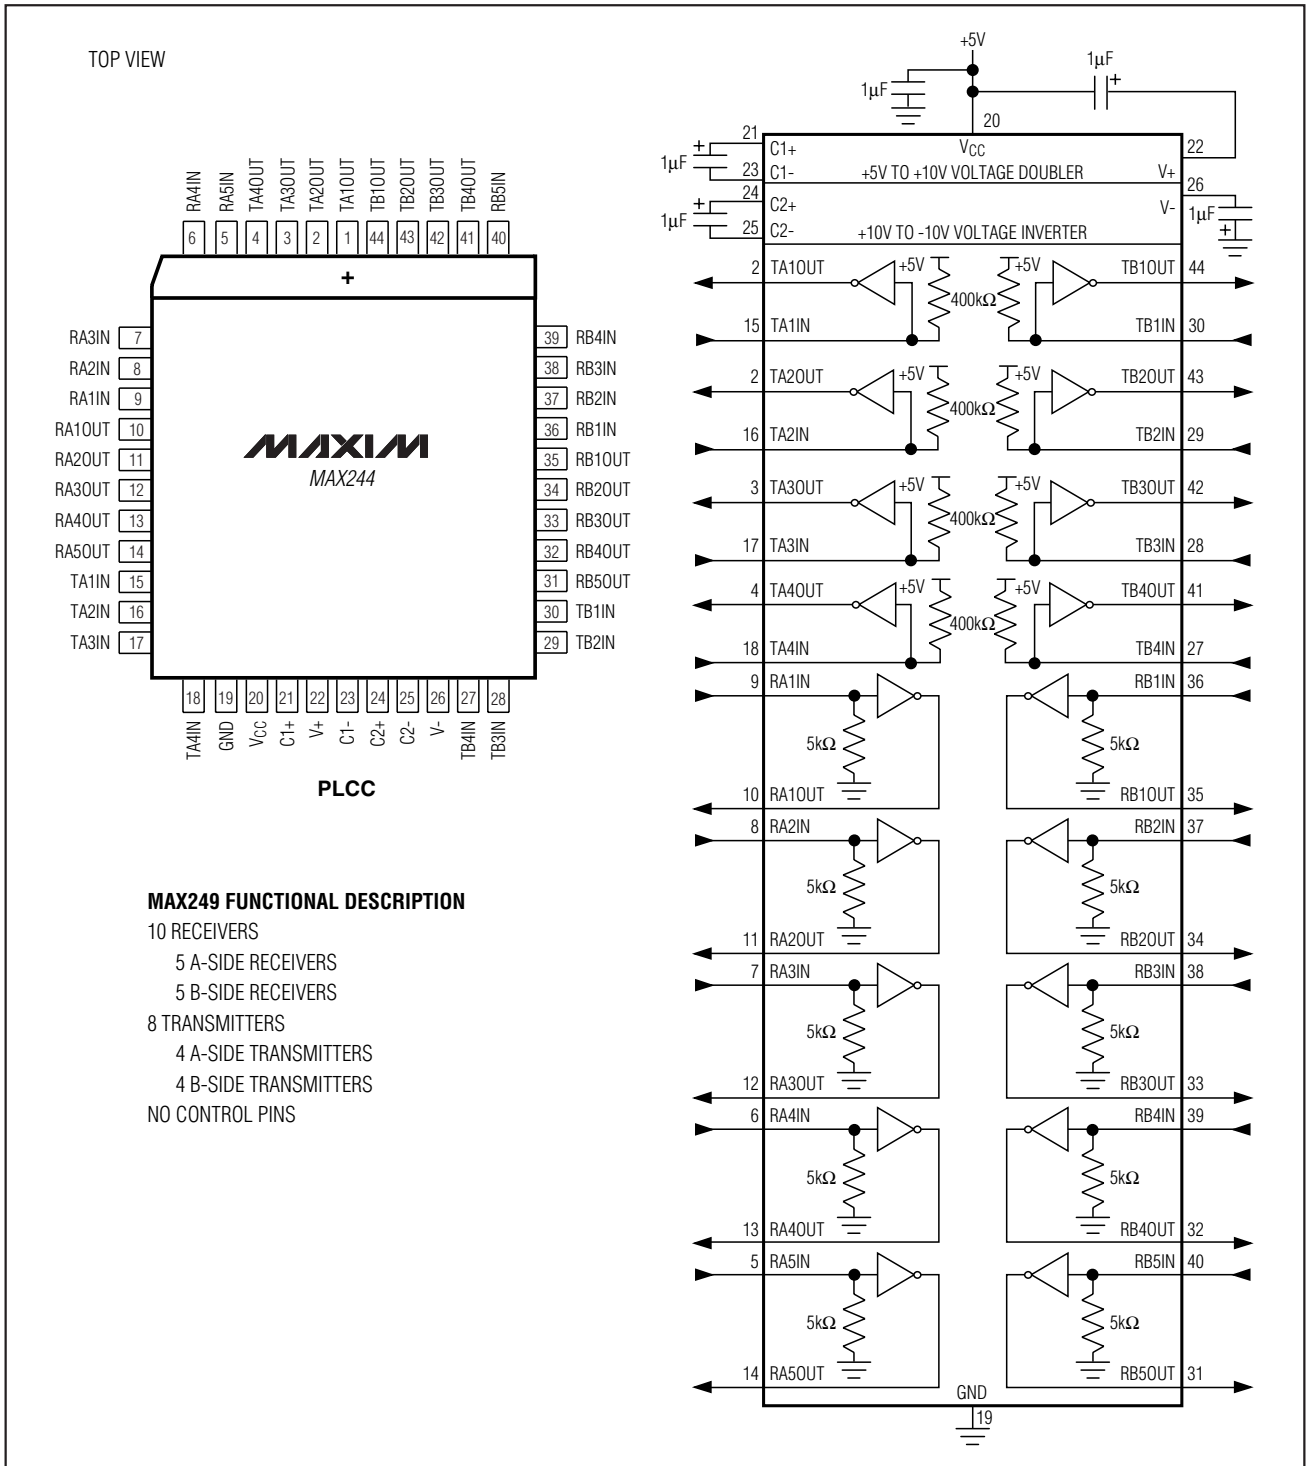 TOP VIEW
RA4IN
RA5IN
TA4OUT
TA3OUT
TA2OUT
TA1OUT
TB1OUT
TB2OUT
TB3OUT
TB4OUT
RB5IN
6 5 4 3 2 1 44 43 42 41 40
+
RA3IN 7
RA2IN 8
RA1IN 9
RA1OUT 10
RA2OUT 11
RA3OUT 12
RA4OUT 13
RA5OUT 14
TA1IN 15
TA2IN 16
TA3IN 17
MAXIM
MAX244
39 RB4IN
38 RB3IN
37 RB2IN
36 RB1IN
35 RB1OUT
34 RB2OUT
33 RB3OUT
32 RB4OUT
31 RB5OUT
30 TB1IN
29 TB2IN
18 19 20 21 22 23 24 25 26 27 28
TA4IN
GND
VCC
C1+
V+
C1-
C2+
C2-
V-
TB4IN
TB3IN
PLCC
MAX249 FUNCTIONAL DESCRIPTION
10 RECEIVERS
5 A-SIDE RECEIVERS
5 B-SIDE RECEIVERS
8 TRANSMITTERS
4 A-SIDE TRANSMITTERS
4 B-SIDE TRANSMITTERS
NO CONTROL PINS
+5V
1µF
1µF +
20
VCC
21 C1+
+ 1µF
23 C1-
+5V TO +10V VOLTAGE DOUBLER
V+ 22
24 C2+
+ 1µF
25 C2-
+10V TO -10V VOLTAGE INVERTER
V- 26
1µF +
2 TA1OUT +5V +5V TB1OUT 44
400kΩ
15 TA1IN TB1IN 30
2 TA2OUT +5V +5V TB2OUT 43
400kΩ
16 TA2IN TB2IN 29
3 TA3OUT +5V +5V TB3OUT 42
400kΩ
17 TA3IN TB3IN 28
4 TA4OUT +5V +5V TB4OUT 41
400kΩ
18 TA4IN TB4IN 27
9 RA1IN RB1IN 36
5kΩ 5kΩ
10 RA1OUT RB1OUT 35
8 RA2IN RB2IN 37
5kΩ 5kΩ
11 RA2OUT RB2OUT 34
7 RA3IN RB3IN 38
5kΩ 5kΩ
12 RA3OUT RB3OUT 33
6 RA4IN RB4IN 39
5kΩ 5kΩ
13 RA4OUT RB4OUT 32
5 RA5IN RB5IN 40
5kΩ 5kΩ
14 RA5OUT RB5OUT 31
GND
19